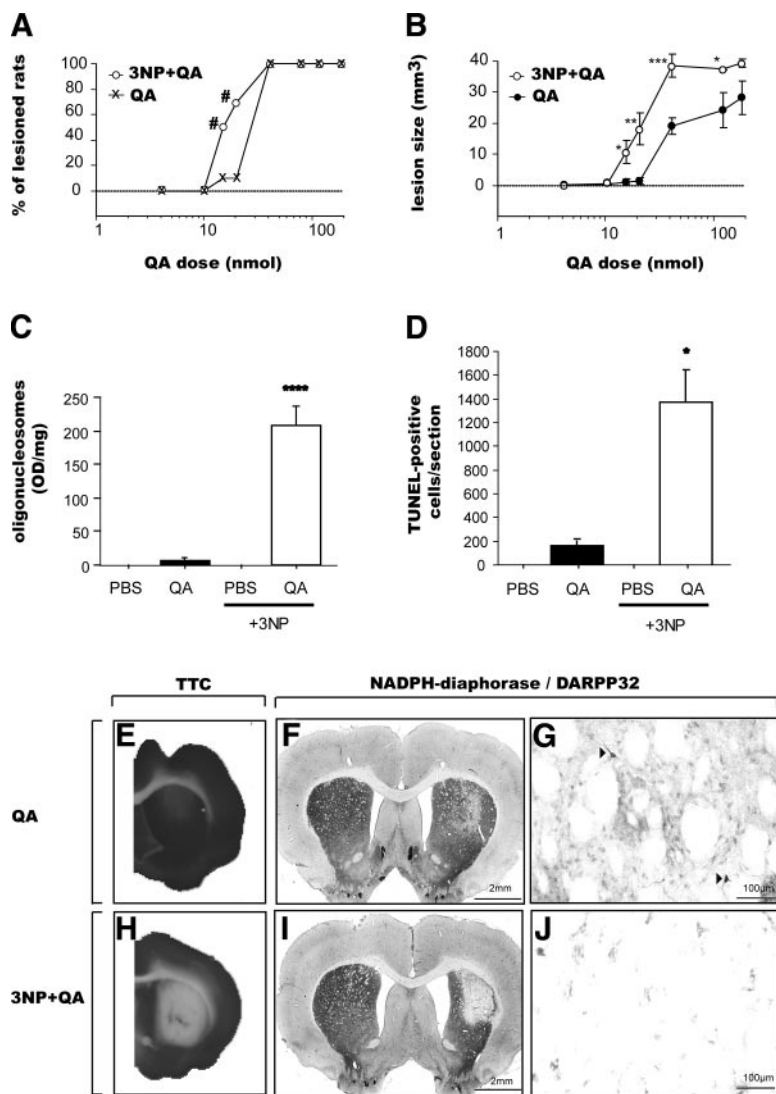 A
% of lesioned rats
100
80
60
40
20
0
3NP+QA
QA
#
#
1
10
100
QA dose (nmol)
B
lesion size (mm³)
40
30
20
10
0
3NP+QA
QA
*
**
***
*
1
10
100
QA dose (nmol)
C
oligonucleosomes
(OD/mg)
250
200
150
100
50
0
****
PBS QA PBS QA
+3NP
D
TUNEL-positive
cells/section
1800
1600
1400
1200
1000
800
600
400
200
0
*
PBS QA PBS QA
+3NP
TTC
NADPH-diaphorase / DARPP32
QA
E
F
2mm
G
100µm
3NP+QA
H
I
2mm
J
100µm